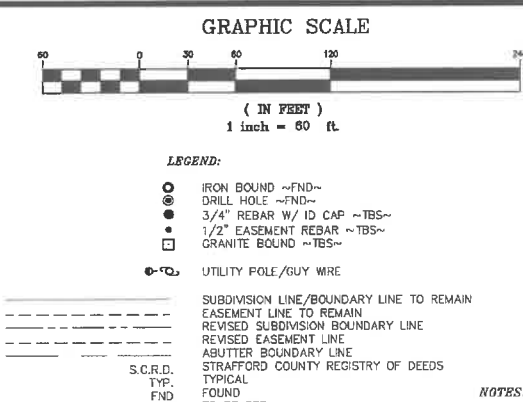 GRAPHIC SCALE
60 0 30 60 120 24
( IN FEET )
1 inch = 60 ft.
LEGEND:
IRON BOUND ~FND~
DRILL HOLE ~FND~
3/4" REBAR W/ ID CAP ~TBS~
1/2" EASEMENT REBAR ~TBS~
GRANITE BOUND ~TBS~
UTILITY POLE/GUY WIRE
SUBDIVISION LINE/BOUNDARY LINE TO REMAIN
EASEMENT LINE TO REMAIN
REVISED SUBDIVISION BOUNDARY LINE
REVISED EASEMENT LINE
ABUTTER BOUNDARY LINE
S.C.R.D. STRAFFORD COUNTY REGISTRY OF DEEDS
TYP. TYPICAL
FND FOUND
NOTES